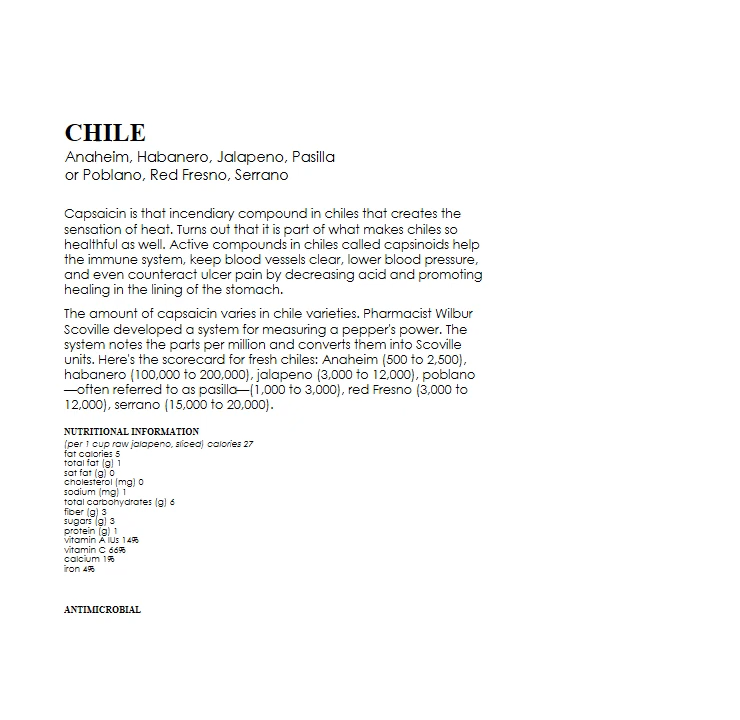 CHILE
Anaheim, Habanero, Jalapeno, Pasilla
or Poblano, Red Fresno, Serrano
Capsaicin is that incendiary compound in chiles that creates the
sensation of heat. Turns out that it is part of what makes chiles so
healthful as well. Active compounds in chiles called capsinoids help
the immune system, keep blood vessels clear, lower blood pressure,
and even counteract ulcer pain by decreasing acid and promoting
healing in the lining of the stomach.
The amount of capsaicin varies in chile varieties. Pharmacist Wilbur
Scoville developed a system for measuring a pepper's power. The
system notes the parts per million and converts them into Scoville
units. Here's the scorecard for fresh chiles: Anaheim (500 to 2,500),
habanero (100,000 to 200,000), jalapeno (3,000 to 12,000), poblano
—often referred to as pasilla—(1,000 to 3,000), red Fresno (3,000 to
12,000), serrano (15,000 to 20,000).
NUTRITIONAL INFORMATION
(per 1 cup raw jalapeno, sliced) calories 27
fat calories 5
total fat (g) 1
sat fat (g) 0
cholesterol (mg) 0
sodium (mg) 1
total carbohydrates (g) 6
fiber (g) 3
sugars (g) 3
protein (g) 1
vitamin A IUs 14%
vitamin C 66%
calcium 1%
iron 4%
ANTIMICROBIAL